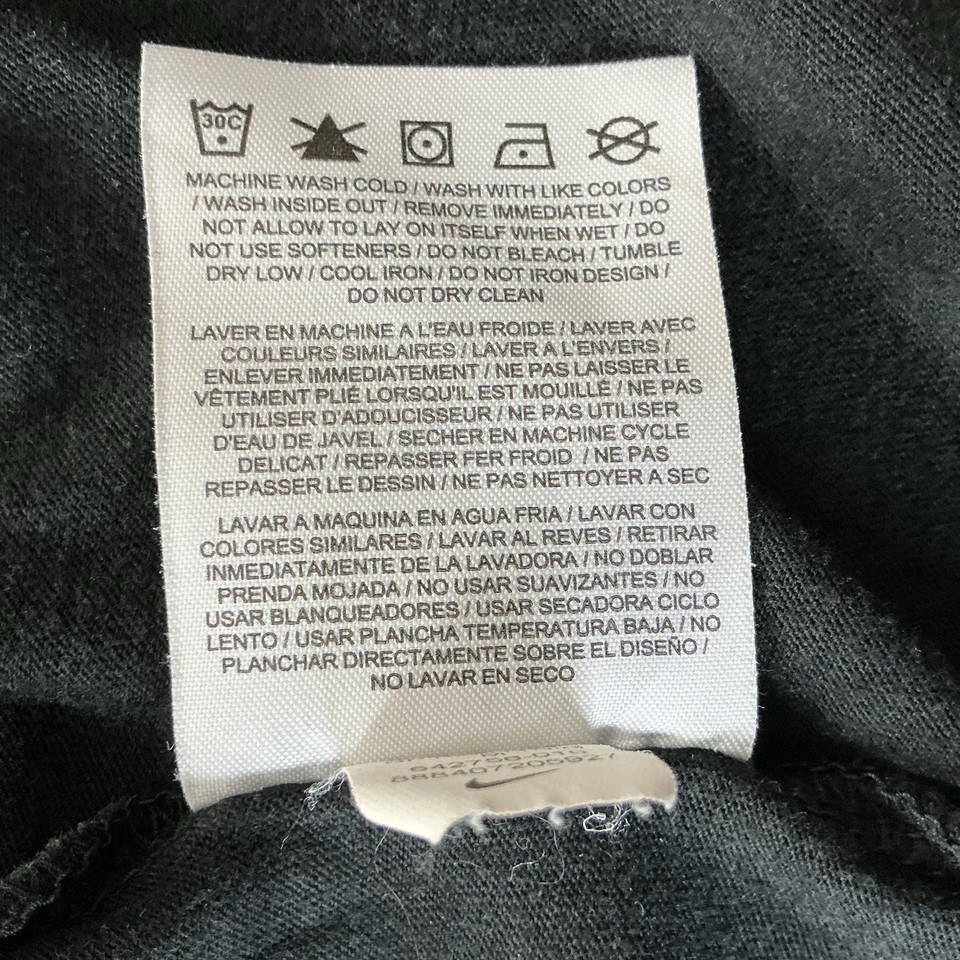 30C
MACHINE WASH COLD / WASH WITH LIKE COLORS
/ WASH INSIDE OUT / REMOVE IMMEDIATELY / DO
NOT ALLOW TO LAY ON ITSELF WHEN WET / DO
NOT USE SOFTENERS / DO NOT BLEACH / TUMBLE
DRY LOW / COOL IRON / DO NOT IRON DESIGN /
DO NOT DRY CLEAN
LAVER EN MACHINE A L'EAU FROIDE / LAVER AVEC
COULEURS SIMILAIRES / LAVER A L'ENVERS /
ENLEVER IMMEDIATEMENT / NE PAS LAISSER LE
VÊTEMENT PLIÉ LORSQU'IL EST MOUILLÉ / NE PAS
UTILISER D'ADOUCISSEUR / NE PAS UTILISER
D'EAU DE JAVEL / SECHER EN MACHINE CYCLE
DELICAT / REPASSER FER FROID / NE PAS
REPASSER LE DESSIN / NE PAS NETTOYER A SEC
LAVAR A MAQUINA EN AGUA FRIA / LAVAR CON
COLORES SIMILARES / LAVAR AL REVES / RETIRAR
INMEDIATAMENTE DE LA LAVADORA / NO DOBLAR
PRENDA MOJADA / NO USAR SUAVIZANTES / NO
USAR BLANQUEADORES / USAR SECADORA CICLO
LENTO / USAR PLANCHA TEMPERATURA BAJA / NO
PLANCHAR DIRECTAMENTE SOBRE EL DISEÑO /
NO LAVAR EN SECO
642756-013
888407205927